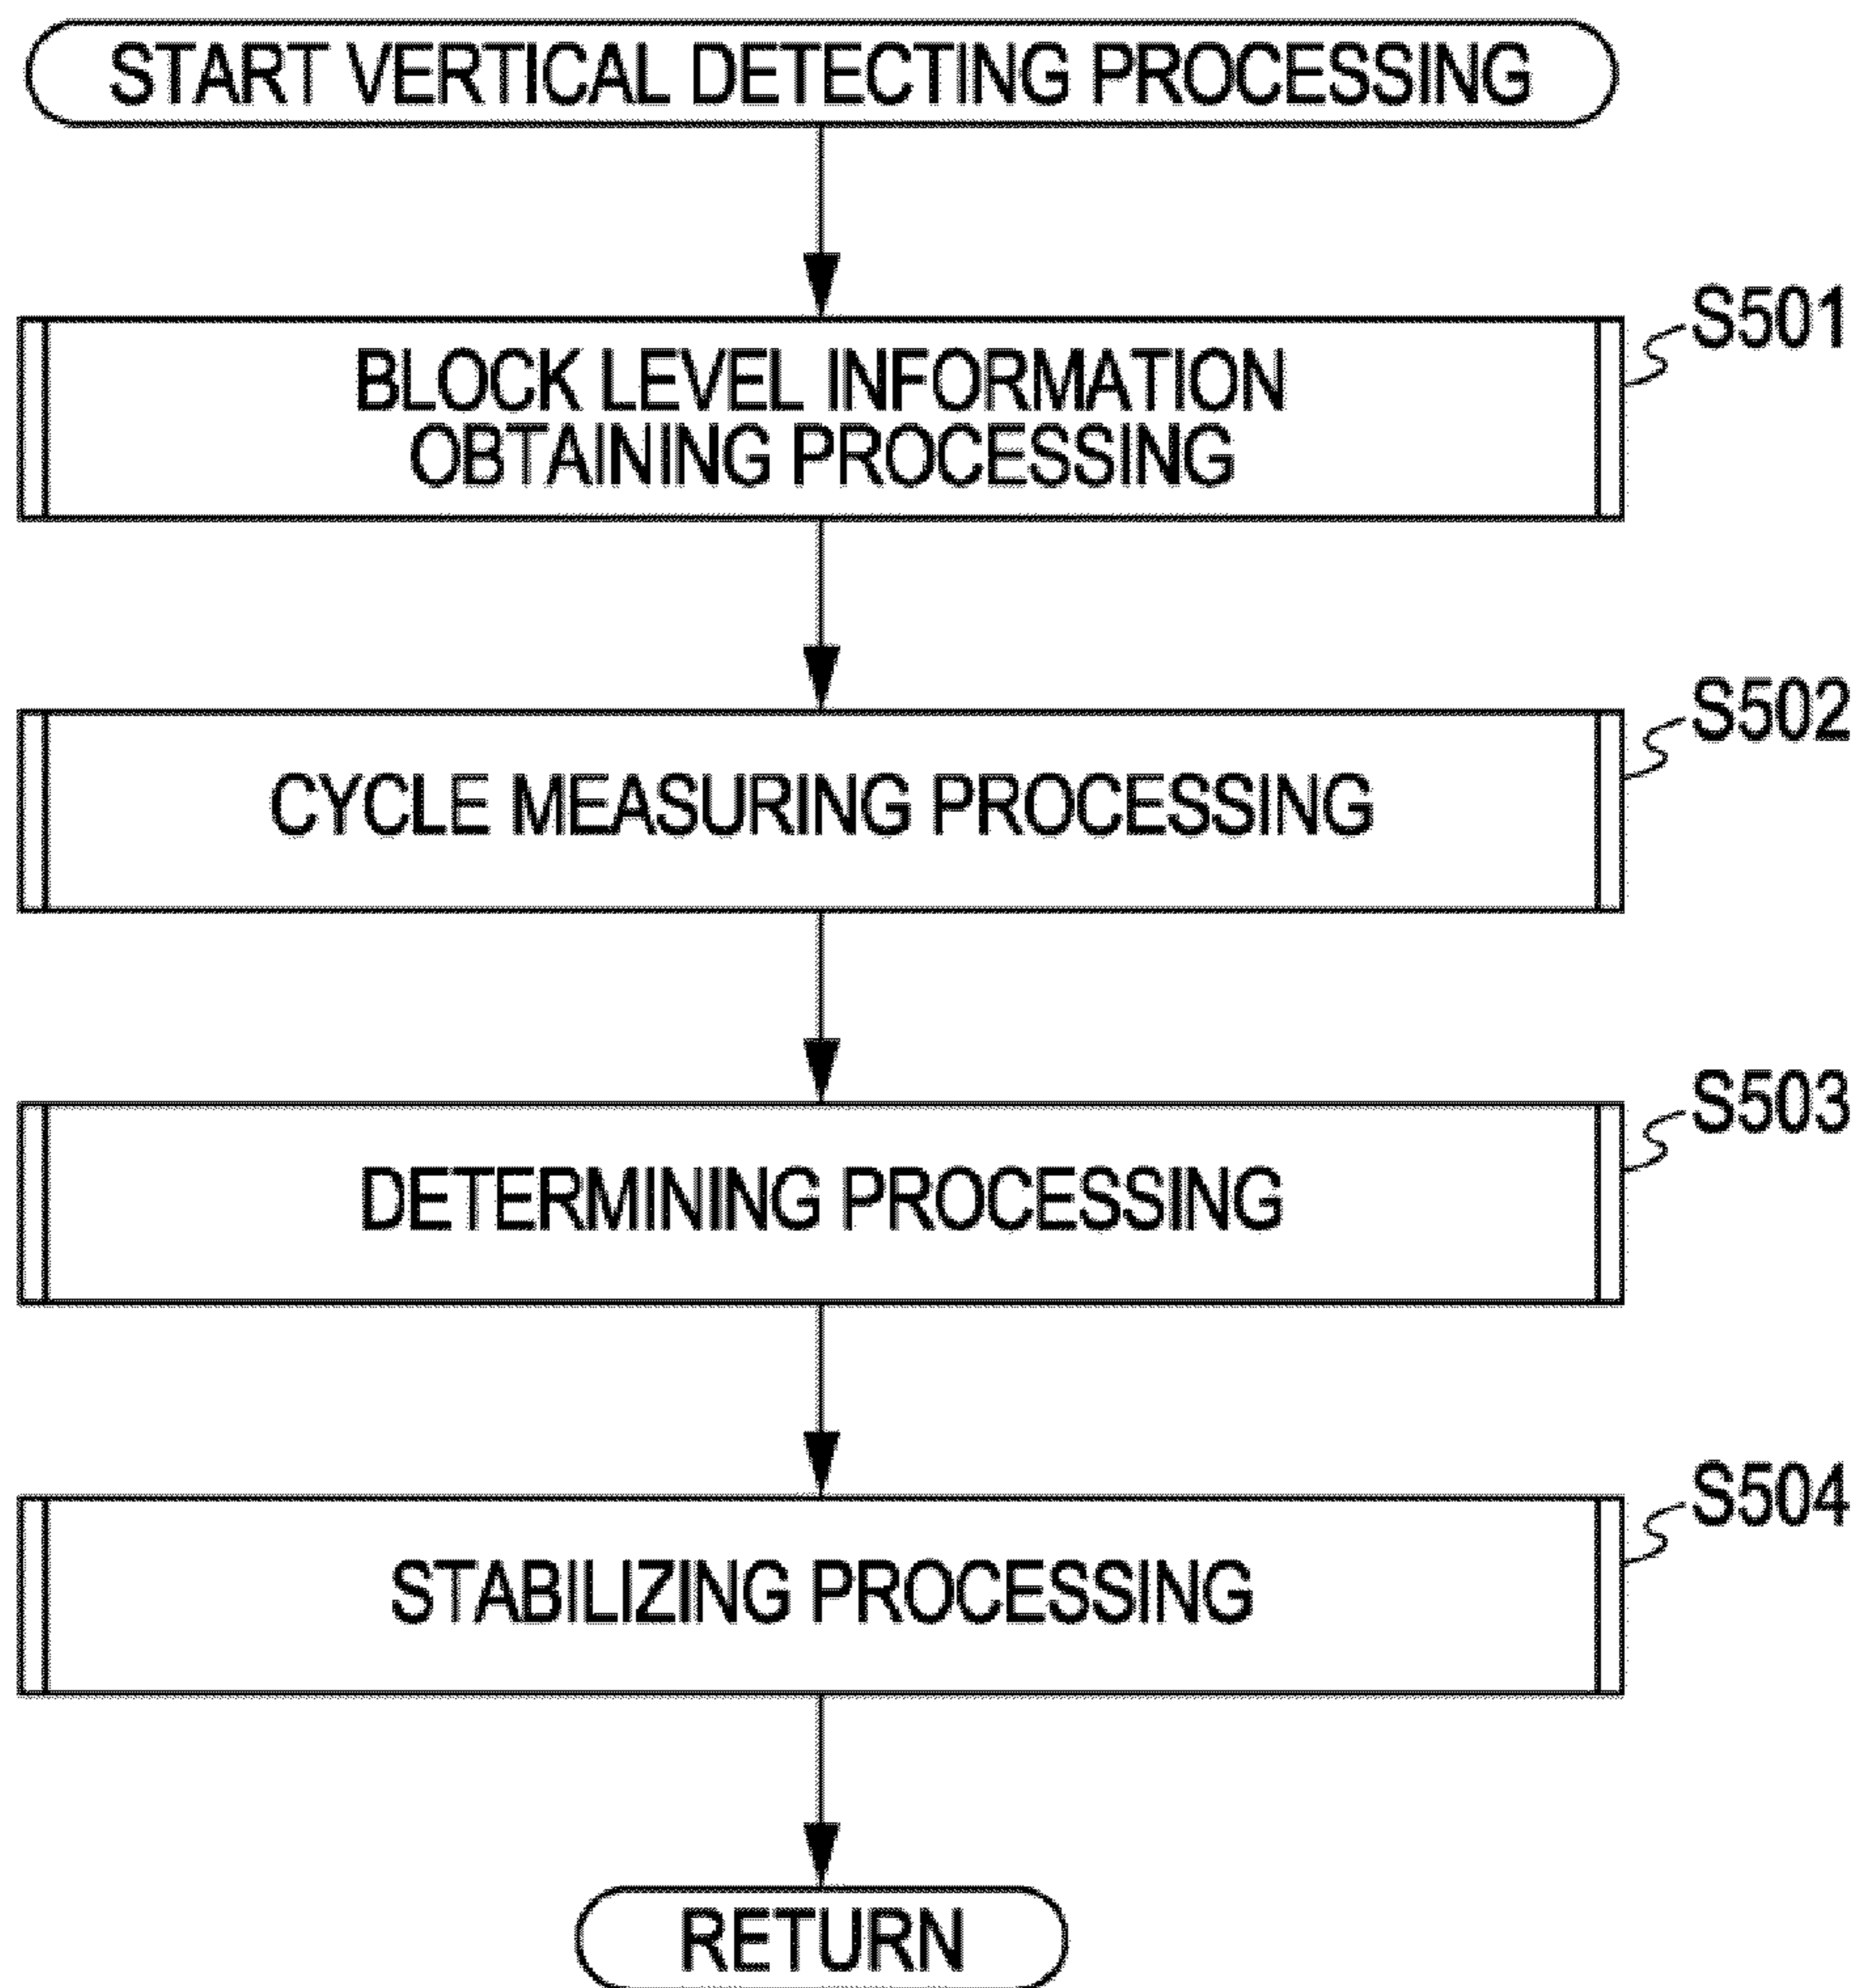 START VERTICAL DETECTING PROCESSING
S501
BLOCK LEVEL INFORMATION
OBTAINING PROCESSING
S502
CYCLE MEASURING PROCESSING
S503
DETERMINING PROCESSING
S504
STABILIZING PROCESSING
RETURN